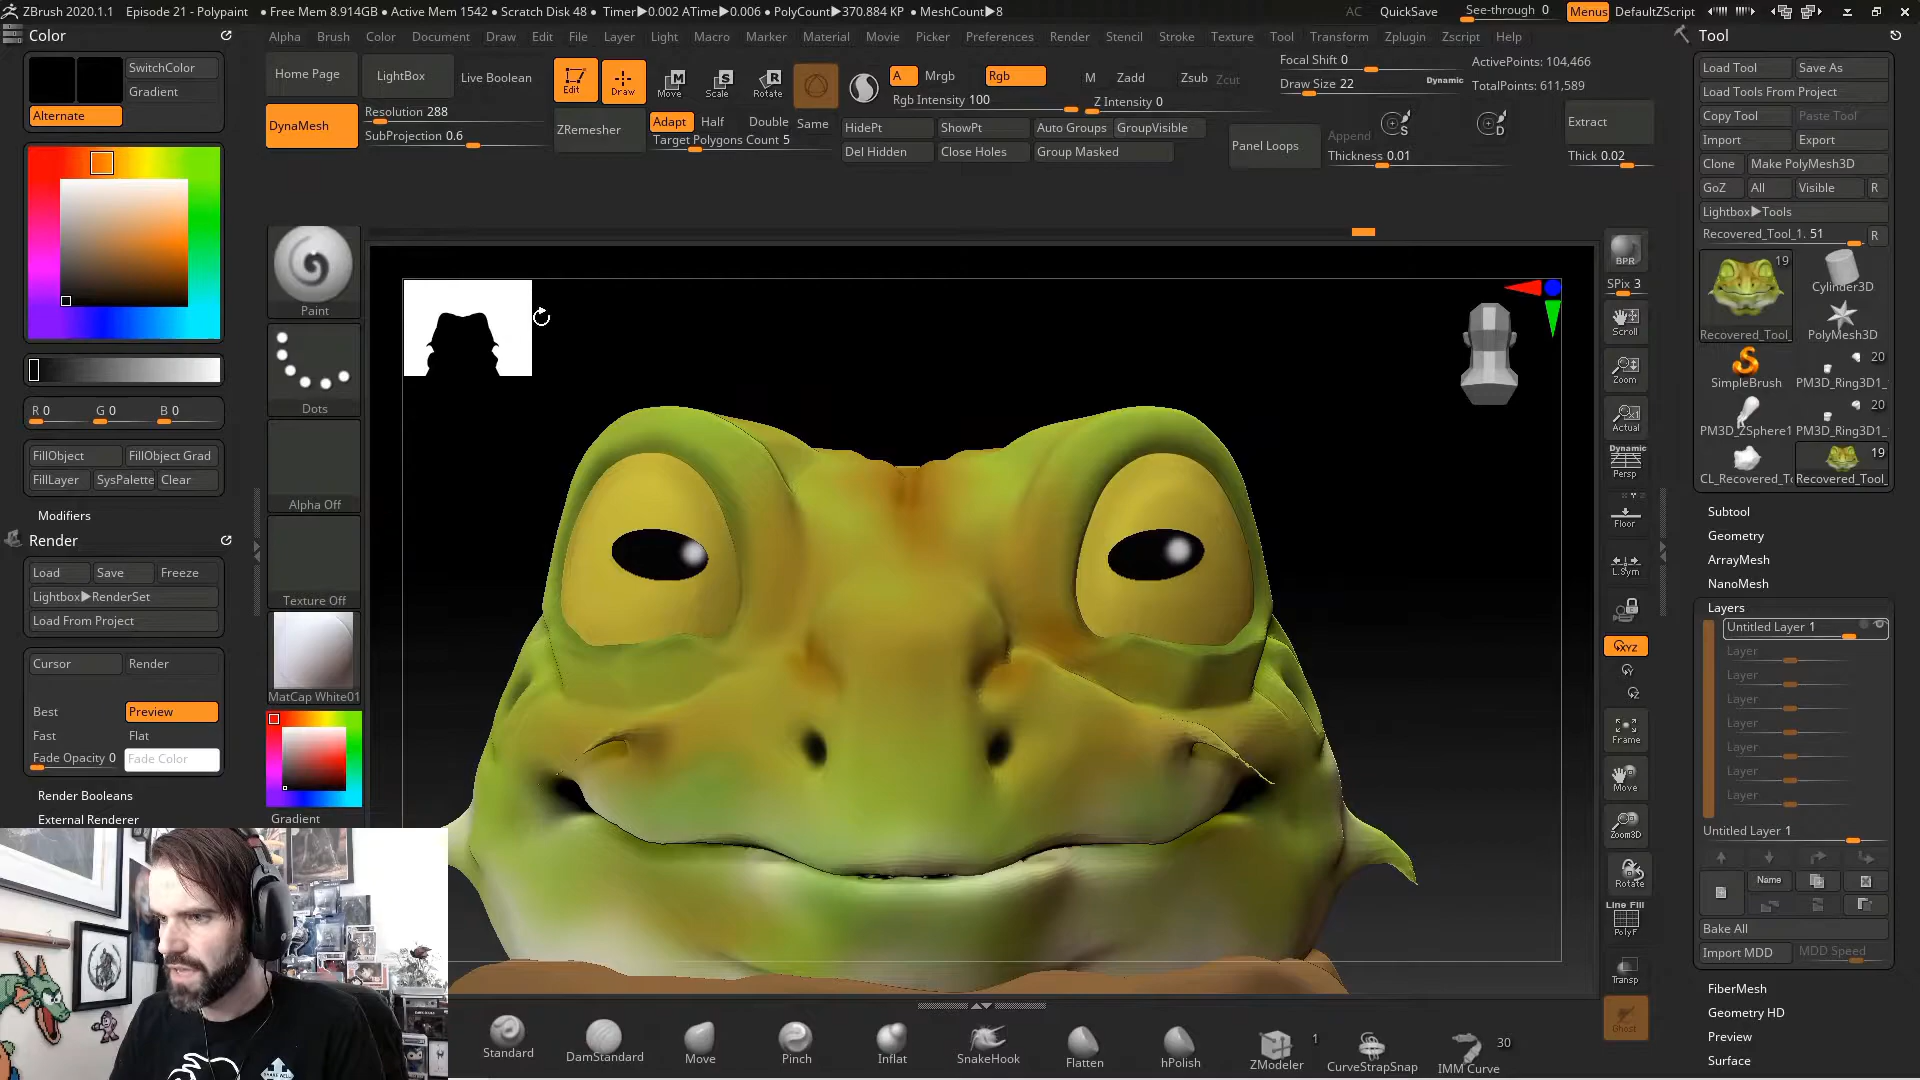 ZBrush 2020.1.1 Episode 21 - Polypaint ● Free Mem 8.914GB ● Active Mem 1542 ● Scratch Disk 48 ● Timer▶0.002 ATime▶0.006 ● PolyCount▶370.884 KP ● MeshCount▶8 AC QuickSave See-through 0 Menus DefaultZScript
Color
Alpha Brush Color Document Draw Edit File Layer Light Macro Marker Material Movie Picker Preferences Render Stencil Stroke Texture Tool Transform Zplugin Zscript Help
Tool
SwitchColor
Gradient
Alternate
Home Page LightBox Live Boolean
Edit Draw Move Scale Rotate
A Mrgb Rgb M Zadd Zsub Zcut
Rgb Intensity 100 Z Intensity 0
Focal Shift 0
Draw Size 22 Dynamic
ActivePoints: 104,466
TotalPoints: 611,589
DynaMesh
Resolution 288
SubProjection 0.6
ZRemesher
Adapt Half Double Same
Target Polygons Count 5
HidePt ShowPt Auto Groups GroupVisible
Del Hidden Close Holes Group Masked
Panel Loops
Append
S
D
Thickness 0.01
Extract
Thick 0.02
Load Tool Save As
Load Tools From Project
Copy Tool Paste Tool
Import Export
Clone Make PolyMesh3D
GoZ All Visible R
Lightbox▶Tools
Recovered_Tool_1. 51 R
19
Cylinder3D
Recovered_Tool_ PolyMesh3D
20
SimpleBrush PM3D_Ring3D1_
20
PM3D_ZSphere1 PM3D_Ring3D1_
19
CL_Recovered_To Recovered_Tool_
Subtool
Geometry
ArrayMesh
NanoMesh
Layers
Untitled Layer 1
Layer
Layer
Layer
Layer
Layer
Layer
Layer
Untitled Layer 1
Name
Bake All
Import MDD MDD Speed
FiberMesh
Geometry HD
Preview
Surface
R 0 G 0 B 0
FillObject FillObject Grad
FillLayer SysPalette Clear
Modifiers
Render
Load Save Freeze
Lightbox▶RenderSet
Load From Project
Cursor Render
Best Preview
Fast Flat
Fade Opacity 0 Fade Color
Render Booleans
External Renderer
Paint
Dots
Alpha Off
Texture Off
MatCap White01
Gradient
BPR
SPix 3
Scroll
Zoom
Actual
Dynamic
Persp
Floor
L.Sym
XYZ
Y
Z
Frame
Move
Zoom3D
Rotate
Line Fill
PolyF
Transp
Ghost
Standard DamStandard Move Pinch Inflat SnakeHook Flatten hPolish ZModeler 1 CurveStrapSnap IMM Curve 30